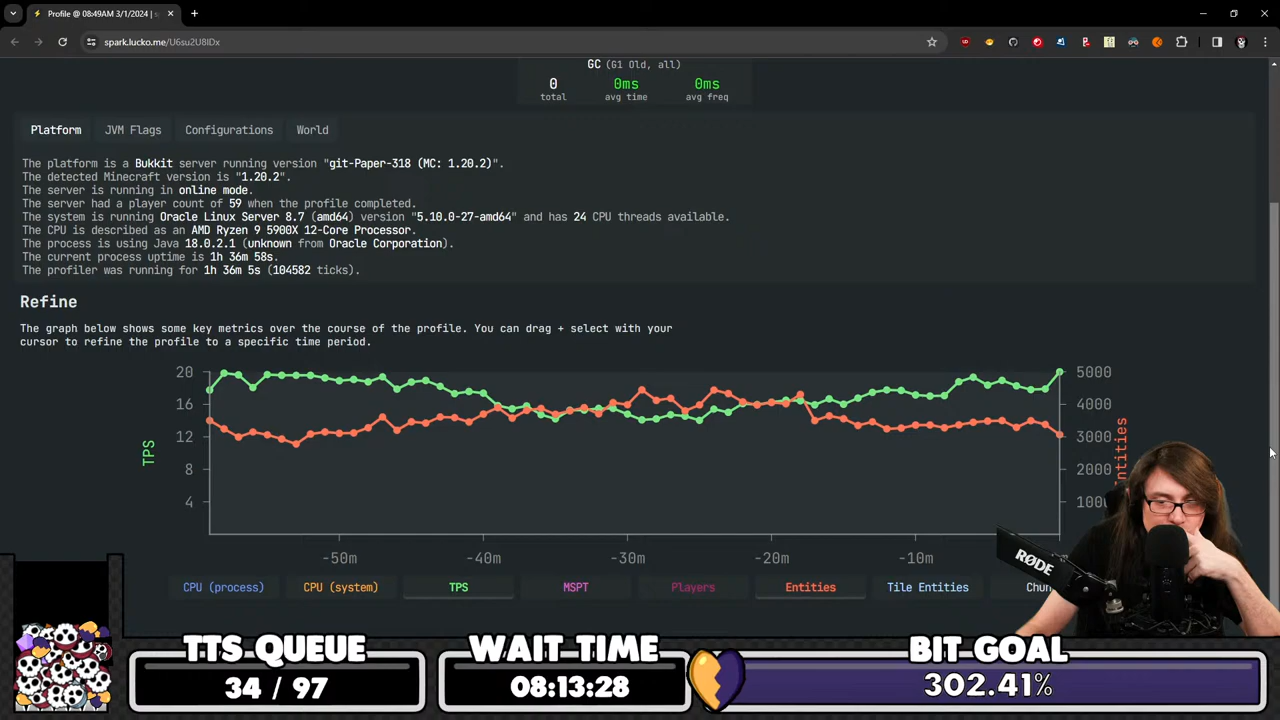 Profile @ 08:49AM 3/1/2024 | s
spark.lucko.me/U6su2U8IDx
GC (G1 Old, all)
0 0ms 0ms
total avg time avg freq
Platform JVM Flags Configurations World
The platform is a Bukkit server running version "git-Paper-318 (MC: 1.20.2)".
The detected Minecraft version is "1.20.2".
The server is running in online mode.
The server had a player count of 59 when the profile completed.
The system is running Oracle Linux Server 8.7 (amd64) version "5.10.0-27-amd64" and has 24 CPU threads available.
The CPU is described as an AMD Ryzen 9 5900X 12-Core Processor.
The process is using Java 18.0.2.1 (unknown from Oracle Corporation).
The current process uptime is 1h 36m 58s.
The profiler was running for 1h 36m 5s (104582 ticks).
Refine
The graph below shows some key metrics over the course of the profile. You can drag + select with your
cursor to refine the profile to a specific time period.
20 5000
16 4000
12 3000
8 2000
4 100
TPS
ntities
-50m -40m -30m -20m -10m
CPU (process) CPU (system) TPS MSPT Players Entities Tile Entities Chun
RØDE
TTS QUEUE WAIT TIME BIT GOAL
34 / 97 08:13:28 302.41%